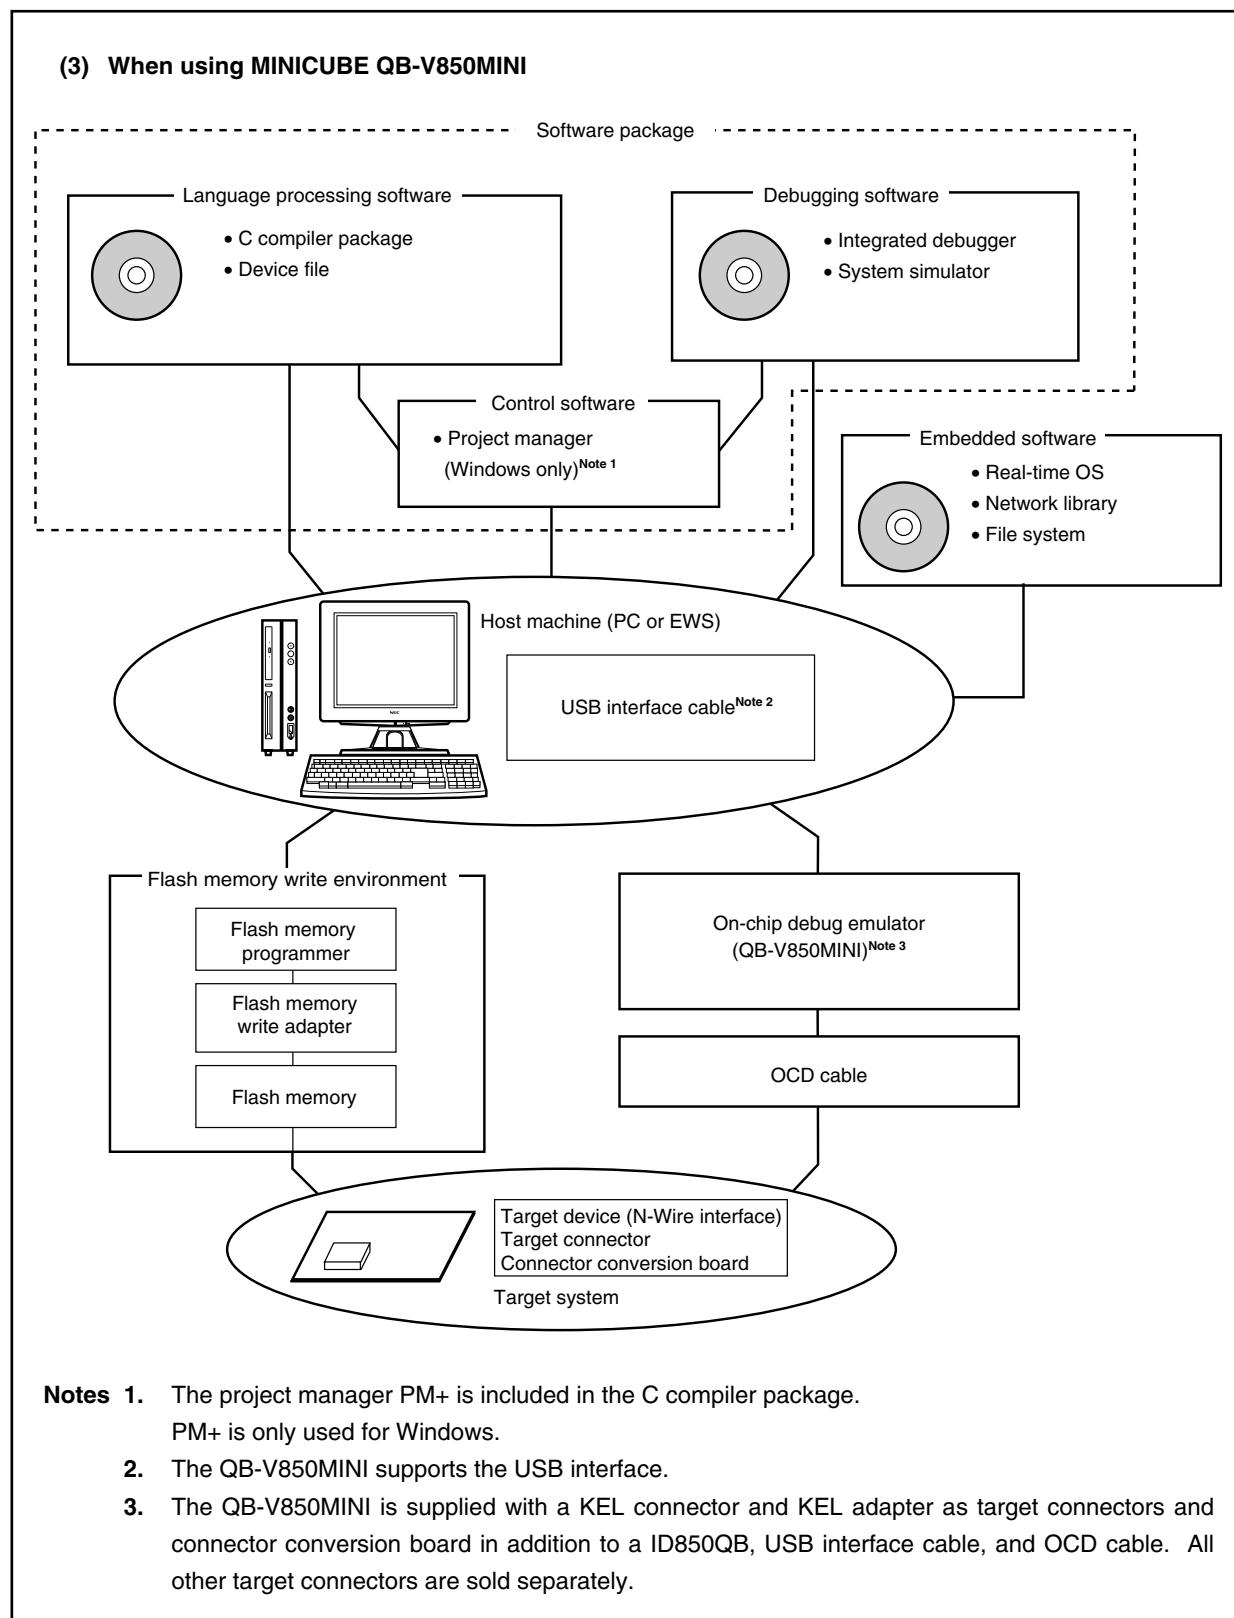 (3) When using MINICUBE QB-V850MINI
Software package
Language processing software
• C compiler package
• Device file
Debugging software
• Integrated debugger
• System simulator
Control software
• Project manager
(Windows only)Note 1
Embedded software
• Real-time OS
• Network library
• File system
Host machine (PC or EWS)
NEC
USB interface cableNote 2
Flash memory write environment
Flash memory
programmer
Flash memory
write adapter
Flash memory
On-chip debug emulator
(QB-V850MINI)Note 3
OCD cable
Target device (N-Wire interface)
Target connector
Connector conversion board
Target system
Notes 1. The project manager PM+ is included in the C compiler package.
PM+ is only used for Windows.
2. The QB-V850MINI supports the USB interface.
3. The QB-V850MINI is supplied with a KEL connector and KEL adapter as target connectors and
connector conversion board in addition to a ID850QB, USB interface cable, and OCD cable. All
other target connectors are sold separately.